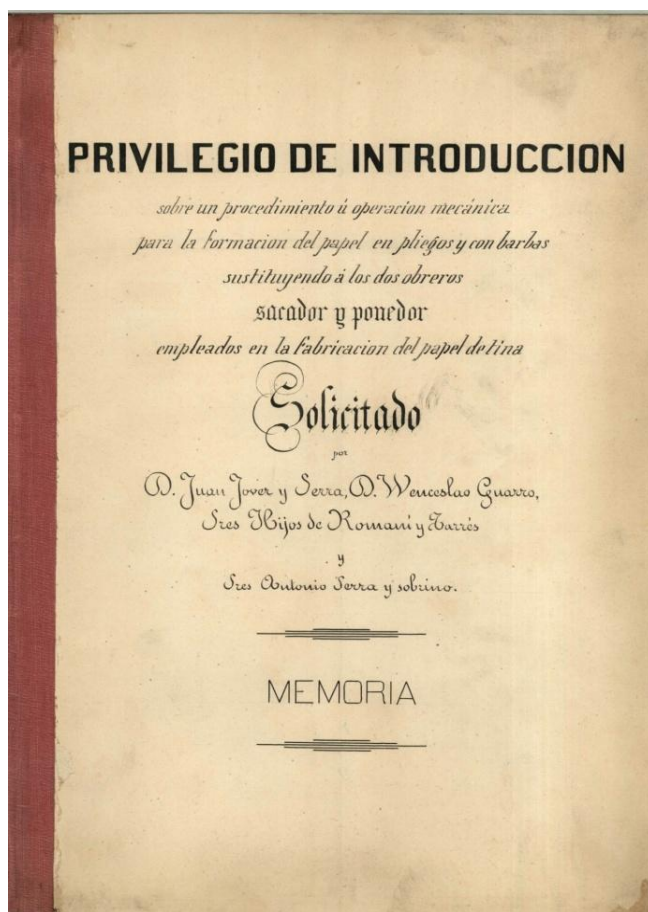 PRIVILEGIO DE INTRODUCCION
sobre un procedimiento ú operacion mecánica
para la formacion del papel en pliegos y con barbas
sustituyendo á los dos obreros
sacador y ponedor
empleados en la fabricacion del papel de tina
Solicitado
por
D. Juan Jover y Serra, D. Wenceslao Guarro,
Sres Hijos de Romaní y Tarrés
y
Sres Antonio Serra y sobrino.
MEMORIA